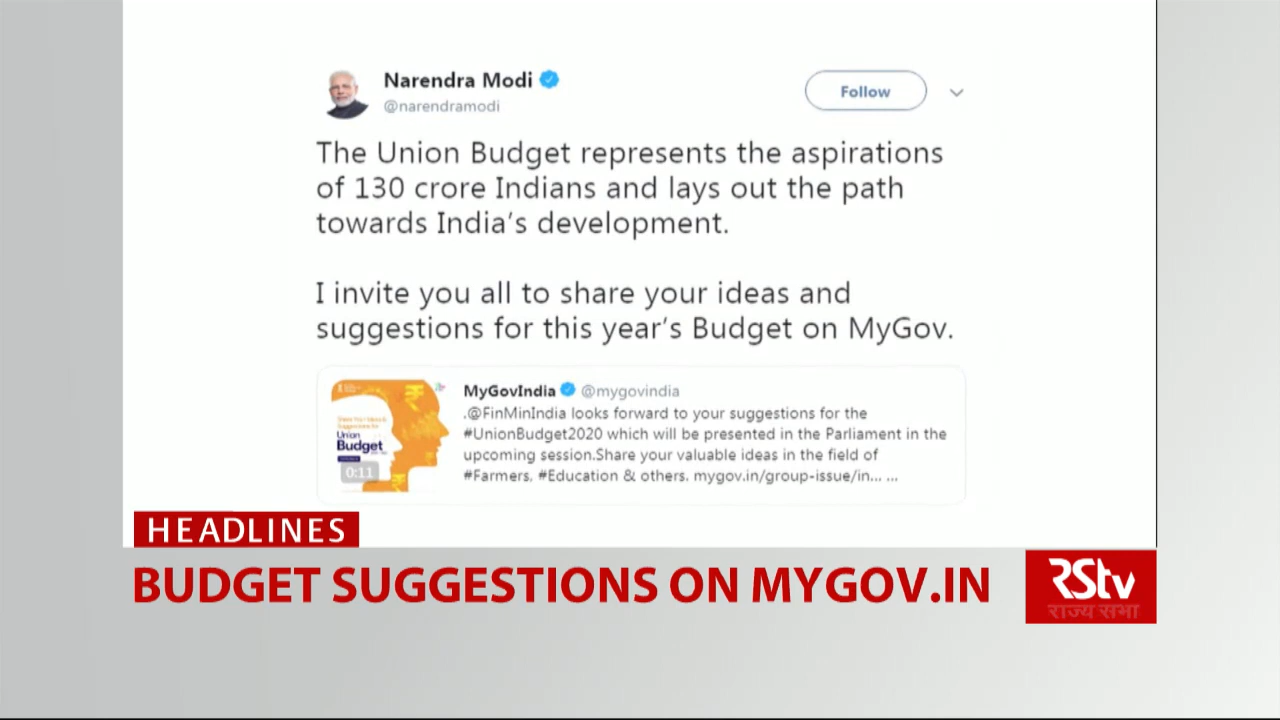 Narendra Modi
Follow
@narendramodi
The Union Budget represents the aspirations
of 130 crore Indians and lays out the path
towards India's development.
I invite you all to share your ideas and
suggestions for this year's Budget on MyGov.
MyGovIndia @mygovindia
.@FinMinIndia looks forward to your suggestions for the
#UnionBudget2020 which will be presented in the Parliament in the
upcoming session.Share your valuable ideas in the field of
#Farmers, #Education & others. mygov.in/group-issue/in... ...
Union
Budget
0:11
HEADLINES
BUDGET SUGGESTIONS ON MYGOV.IN
RStv
राज्य सभा